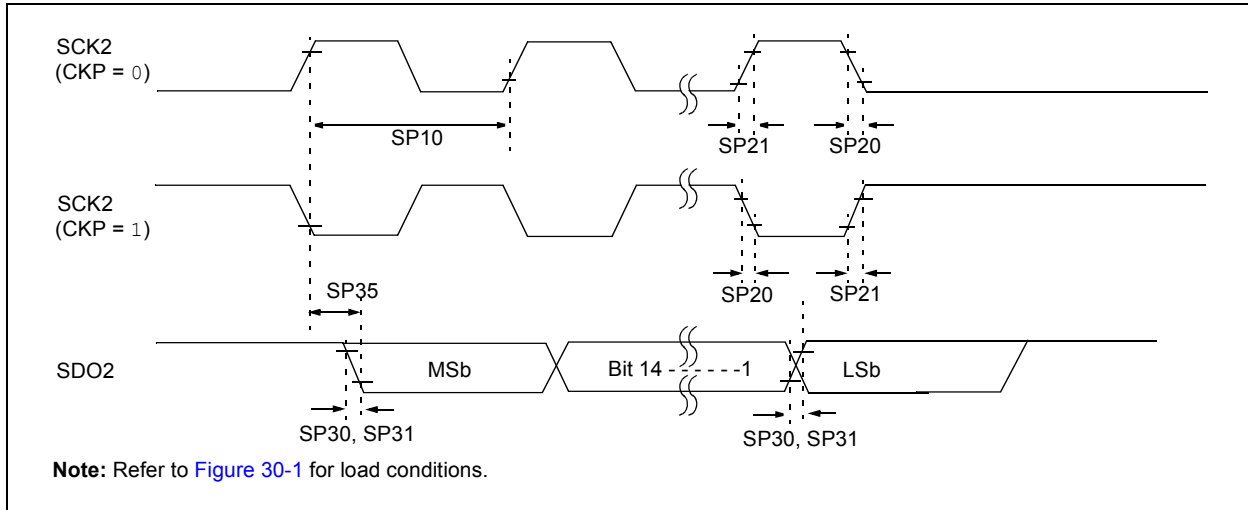 SCK2
(CKP = 0)
SP10
SP21
SP20
SCK2
(CKP = 1)
SP35
SP20
SP21
SDO2
MSb
Bit 14 - - - - - -1
LSb
SP30, SP31
SP30, SP31
Note: Refer to Figure 30-1 for load conditions.